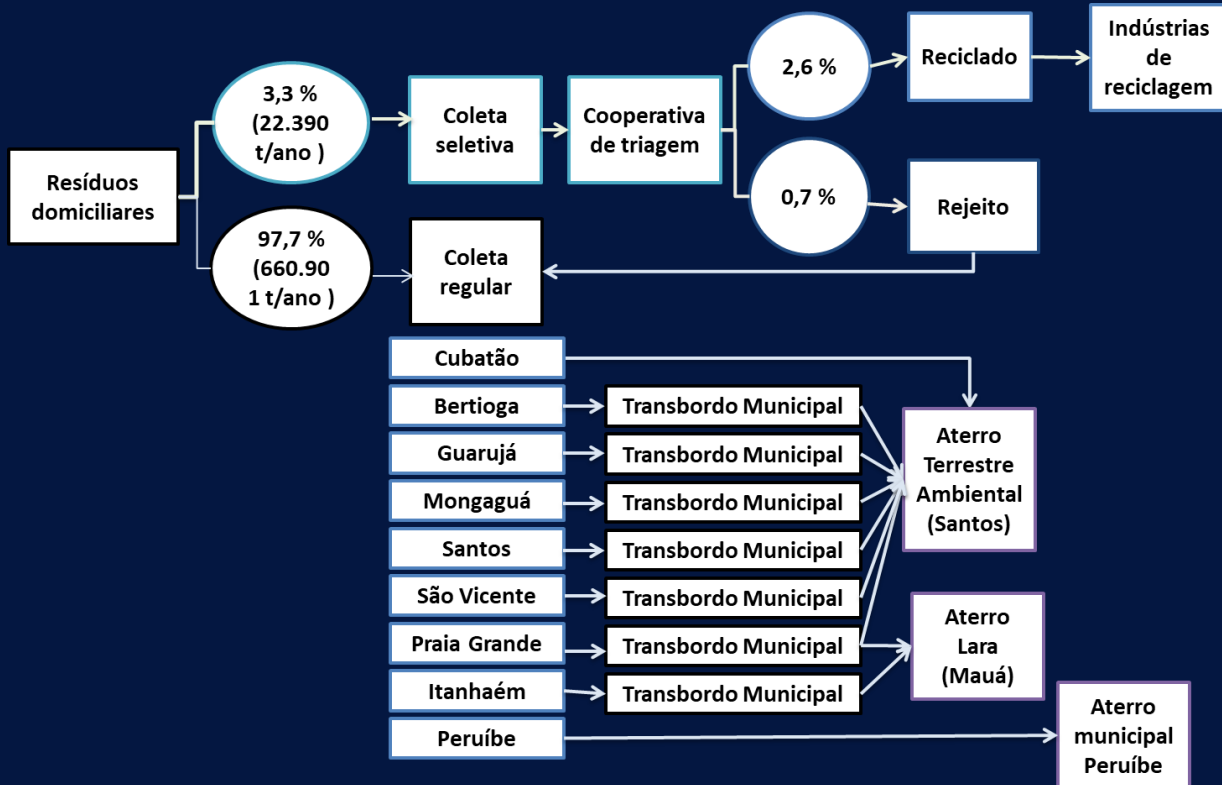 Resíduos
domiciliares
3,3 %
(22.390
t/ano )
Coleta
seletiva
Cooperativa
de triagem
2,6 %
Reciclado
Indústrias
de
reciclagem
0,7 %
Rejeito
97,7 %
(660.90
1 t/ano )
Coleta
regular
Cubatão
Bertioga
Transbordo Municipal
Guarujá
Transbordo Municipal
Mongaguá
Transbordo Municipal
Santos
Transbordo Municipal
São Vicente
Transbordo Municipal
Praia Grande
Transbordo Municipal
Itanhaém
Transbordo Municipal
Peruíbe
Aterro
Terrestre
Ambiental
(Santos)
Aterro
Lara
(Mauá)
Aterro
municipal
Peruíbe